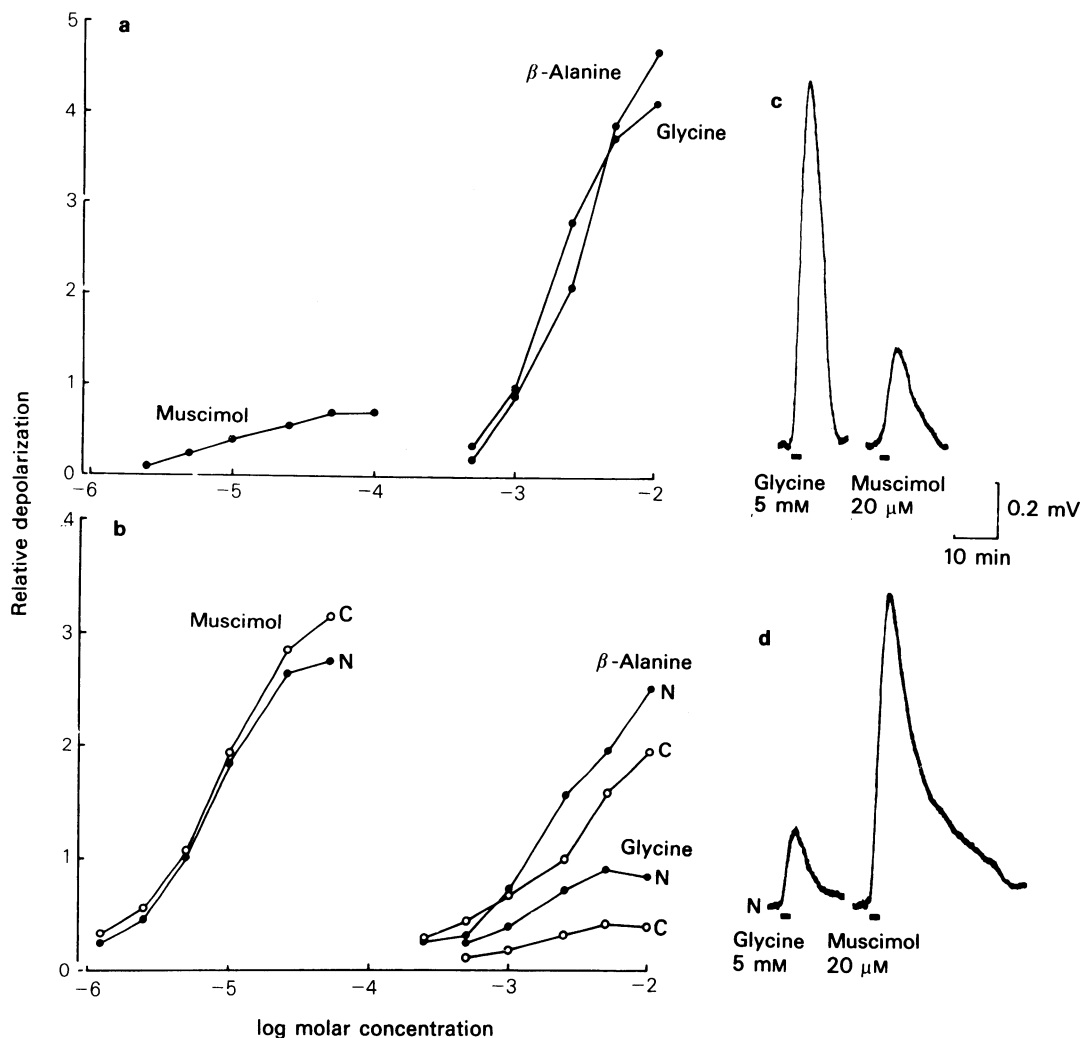 a
5
4
3
2
1
0
−6
−5
−4
−3
−2
β-Alanine
Glycine
Muscimol
c
Glycine
5 mM
Muscimol
20 μM
0.2 mV
10 min
Relative depolarization
b
.4
3
2
1
0
−6
−5
−4
−3
−2
Muscimol
C
N
β-Alanine
N
C
Glycine
N
C
log molar concentration
d
N
Glycine
5 mM
Muscimol
20 μM